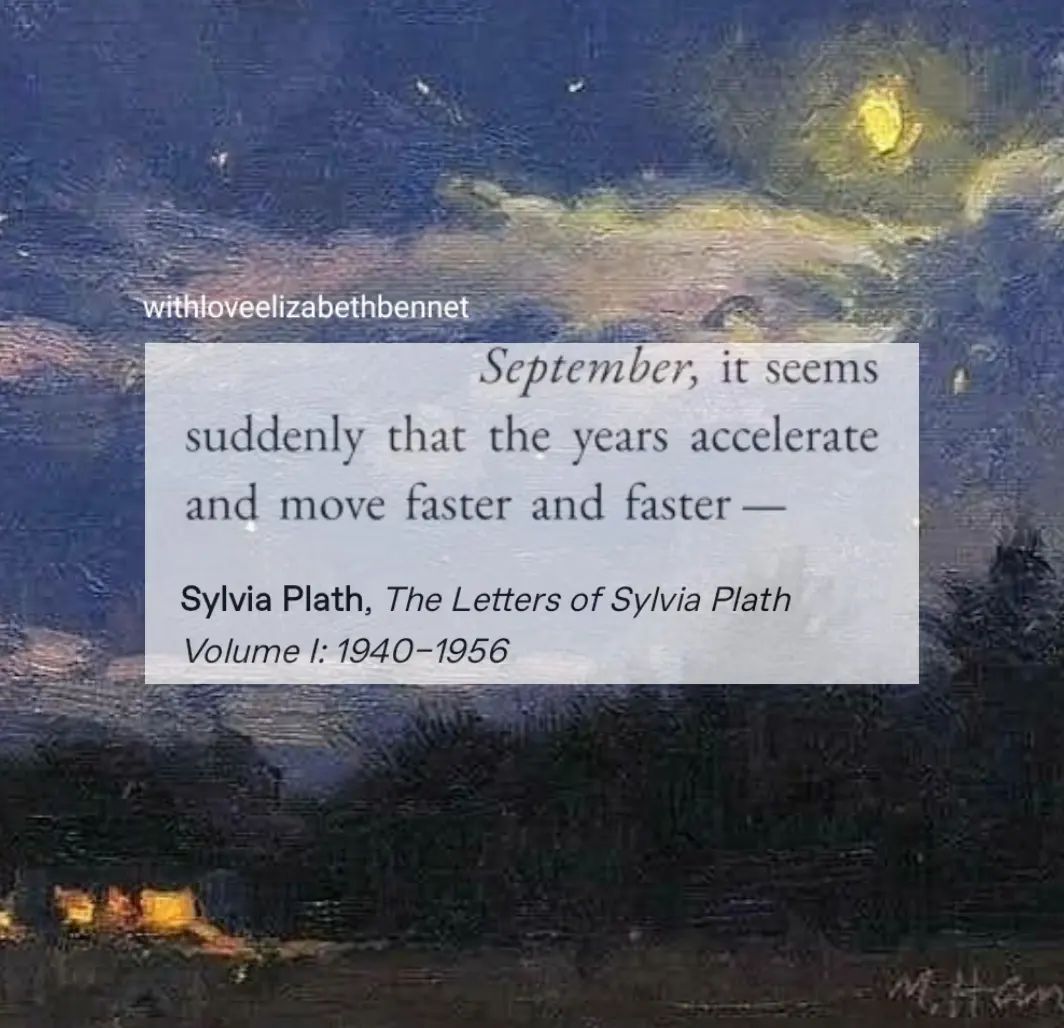 withloveelizabethbennet
September, it seems
suddenly that the years accelerate
and move faster and faster —
Sylvia Plath, The Letters of Sylvia Plath
Volume I: 1940–1956